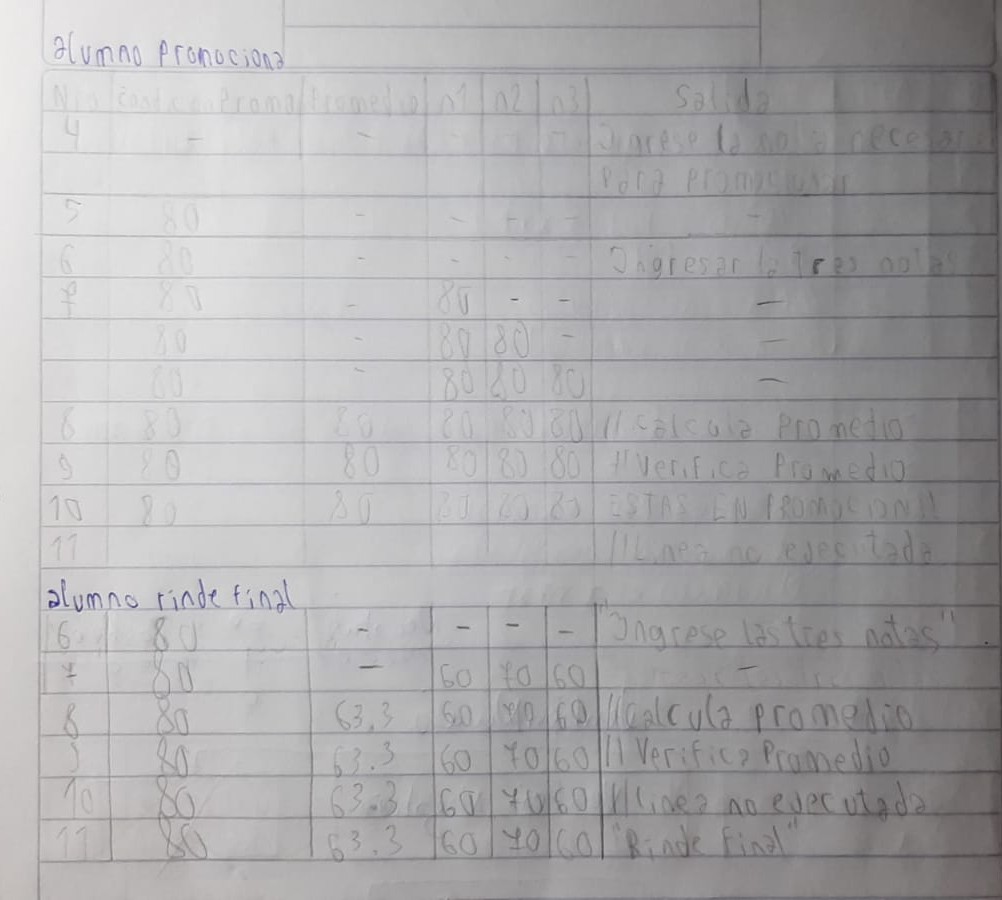 alumno promociona
N° condicenProma Promedio n1 n2 n3 Salida
4 - - - - - Ingrese la nota necesaria
para promocionar
5 80 - - - - -
6 80 - - - - Ingresar la tres notas
7 80 - 80 - - -
80 - 80 80 - -
80 - 80 80 80 -
8 80 80 80 80 80 //calcula Promedio
9 80 80 80 80 80 //Verifica Promedio
10 80 80 80 80 80 ESTAS EN PROMOCION!!
11 //Linea no ejecutada
alumno rinde final
6 80 - - - - "Ingrese las tres notas"
7 80 - 60 70 60 -
8 80 63.3 60 70 60 //calcula promedio
9 80 63.3 60 70 60 //Verifica Promedio
10 80 63.3 60 70 60 //Linea no ejecutada
11 80 63.3 60 70 60 "Rinde Final"